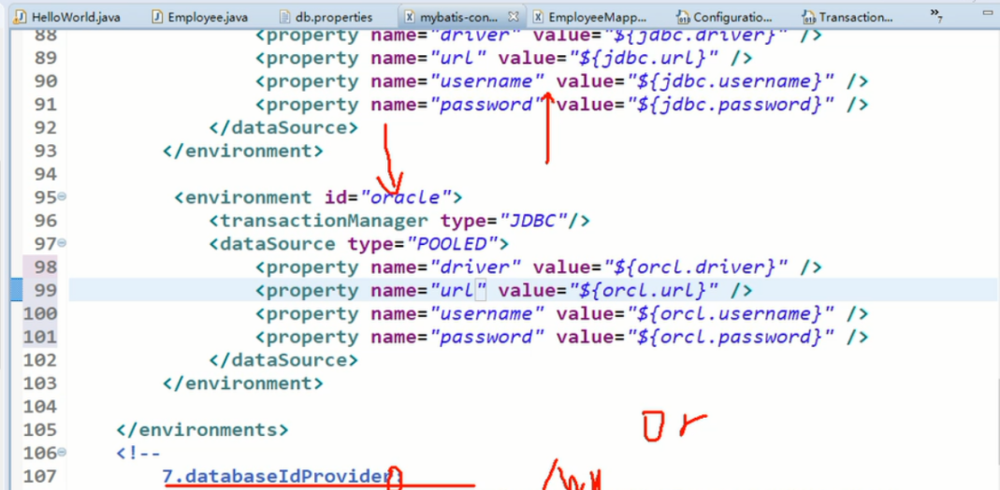 HelloWorld.java Employee.java db.properties mybatis-con... EmployeeMapp... Configuratio... Transaction... »7
88 <property name="driver" value="${jdbc.driver}" />
89 <property name="url" value="${jdbc.url}" />
90 <property name="username" value="${jdbc.username}" />
91 <property name="password" value="${jdbc.password}" />
92 </dataSource>
93 </environment>
94
95 <environment id="oracle">
96 <transactionManager type="JDBC"/>
97 <dataSource type="POOLED">
98 <property name="driver" value="${orcl.driver}" />
99 <property name="url" value="${orcl.url}" />
100 <property name="username" value="${orcl.username}" />
101 <property name="password" value="${orcl.password}" />
102 </dataSource>
103 </environment>
104
105 </environments>
or
106 <!--
107 7.databaseIdProvider: